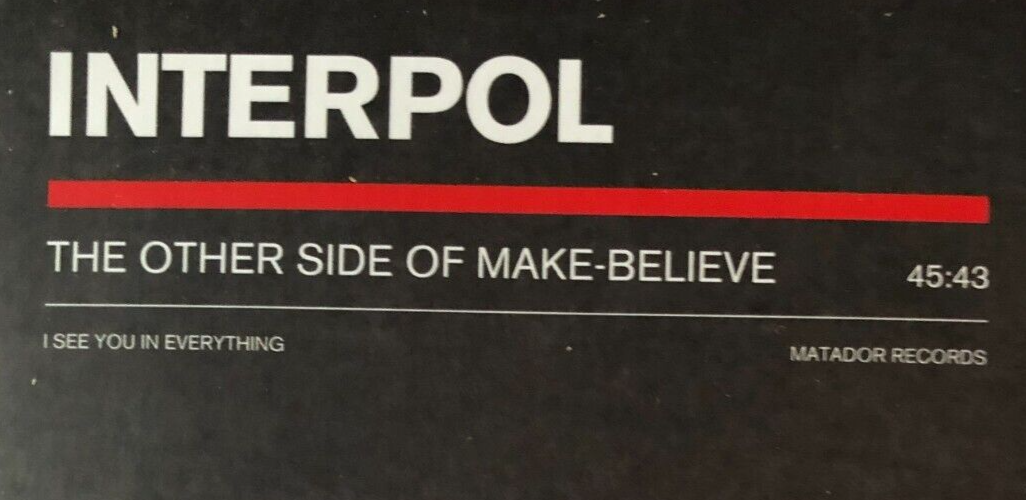 INTERPOL
THE OTHER SIDE OF MAKE-BELIEVE 45:43
I SEE YOU IN EVERYTHING MATADOR RECORDS